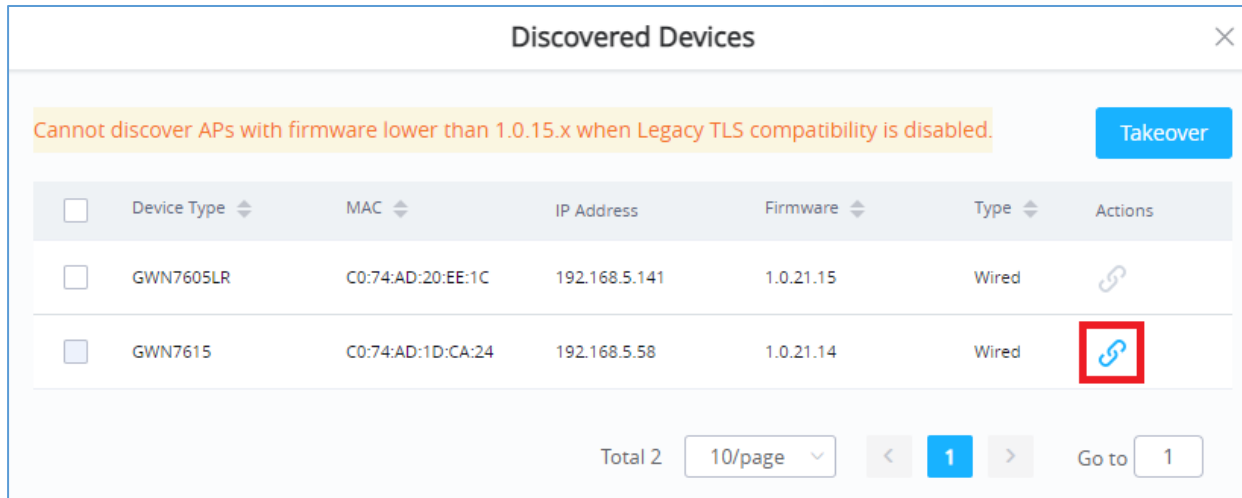 Discovered Devices
Cannot discover APs with firmware lower than 1.0.15.x when Legacy TLS compatibility is disabled.
Takeover
Device Type MAC IP Address Firmware Type Actions
GWN7605LR C0:74:AD:20:EE:1C 192.168.5.141 1.0.21.15 Wired
GWN7615 C0:74:AD:1D:CA:24 192.168.5.58 1.0.21.14 Wired
Total 2 10/page < 1 > Go to 1